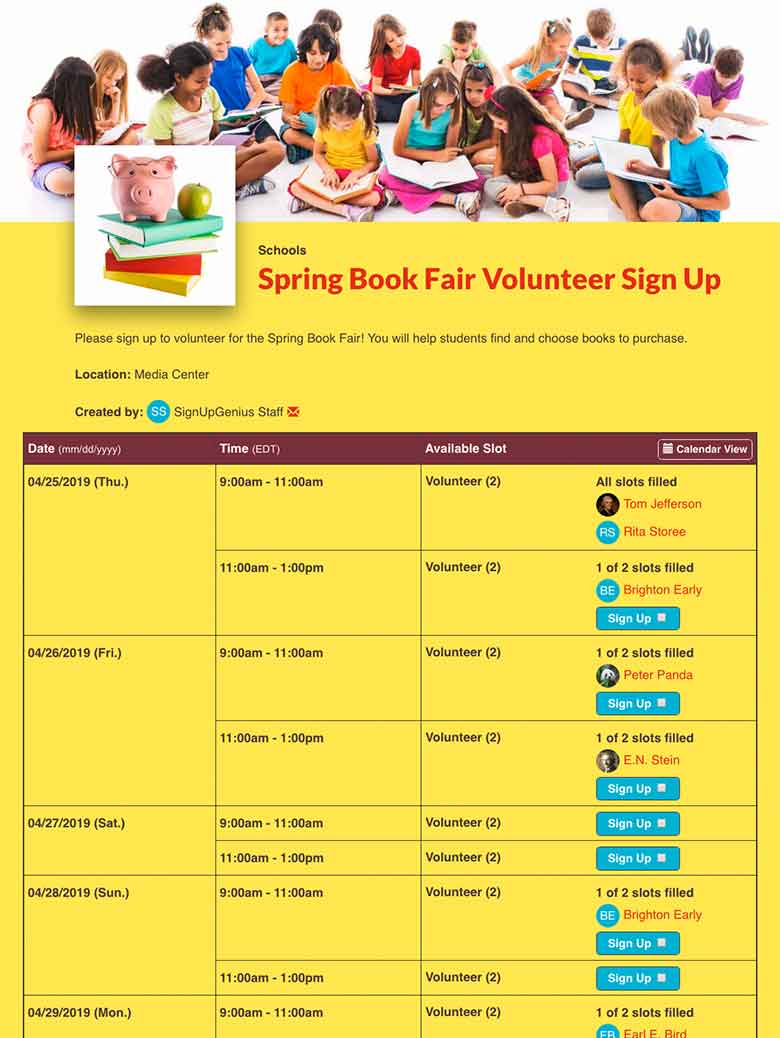 Schools
Spring Book Fair Volunteer Sign Up
Please sign up to volunteer for the Spring Book Fair! You will help students find and choose books to purchase.
Location: Media Center
Created by: SS SignUpGenius Staff
Date (mm/dd/yyyy) Time (EDT) Available Slot Calendar View
04/25/2019 (Thu.) 9:00am - 11:00am Volunteer (2) All slots filled
Tom Jefferson
RS Rita Storee
11:00am - 1:00pm Volunteer (2) 1 of 2 slots filled
BE Brighton Early
Sign Up
04/26/2019 (Fri.) 9:00am - 11:00am Volunteer (2) 1 of 2 slots filled
Peter Panda
Sign Up
11:00am - 1:00pm Volunteer (2) 1 of 2 slots filled
E.N. Stein
Sign Up
04/27/2019 (Sat.) 9:00am - 11:00am Volunteer (2) Sign Up
11:00am - 1:00pm Volunteer (2) Sign Up
04/28/2019 (Sun.) 9:00am - 11:00am Volunteer (2) 1 of 2 slots filled
BE Brighton Early
Sign Up
11:00am - 1:00pm Volunteer (2) Sign Up
04/29/2019 (Mon.) 9:00am - 11:00am Volunteer (2) 1 of 2 slots filled
EB Earl E. Bird